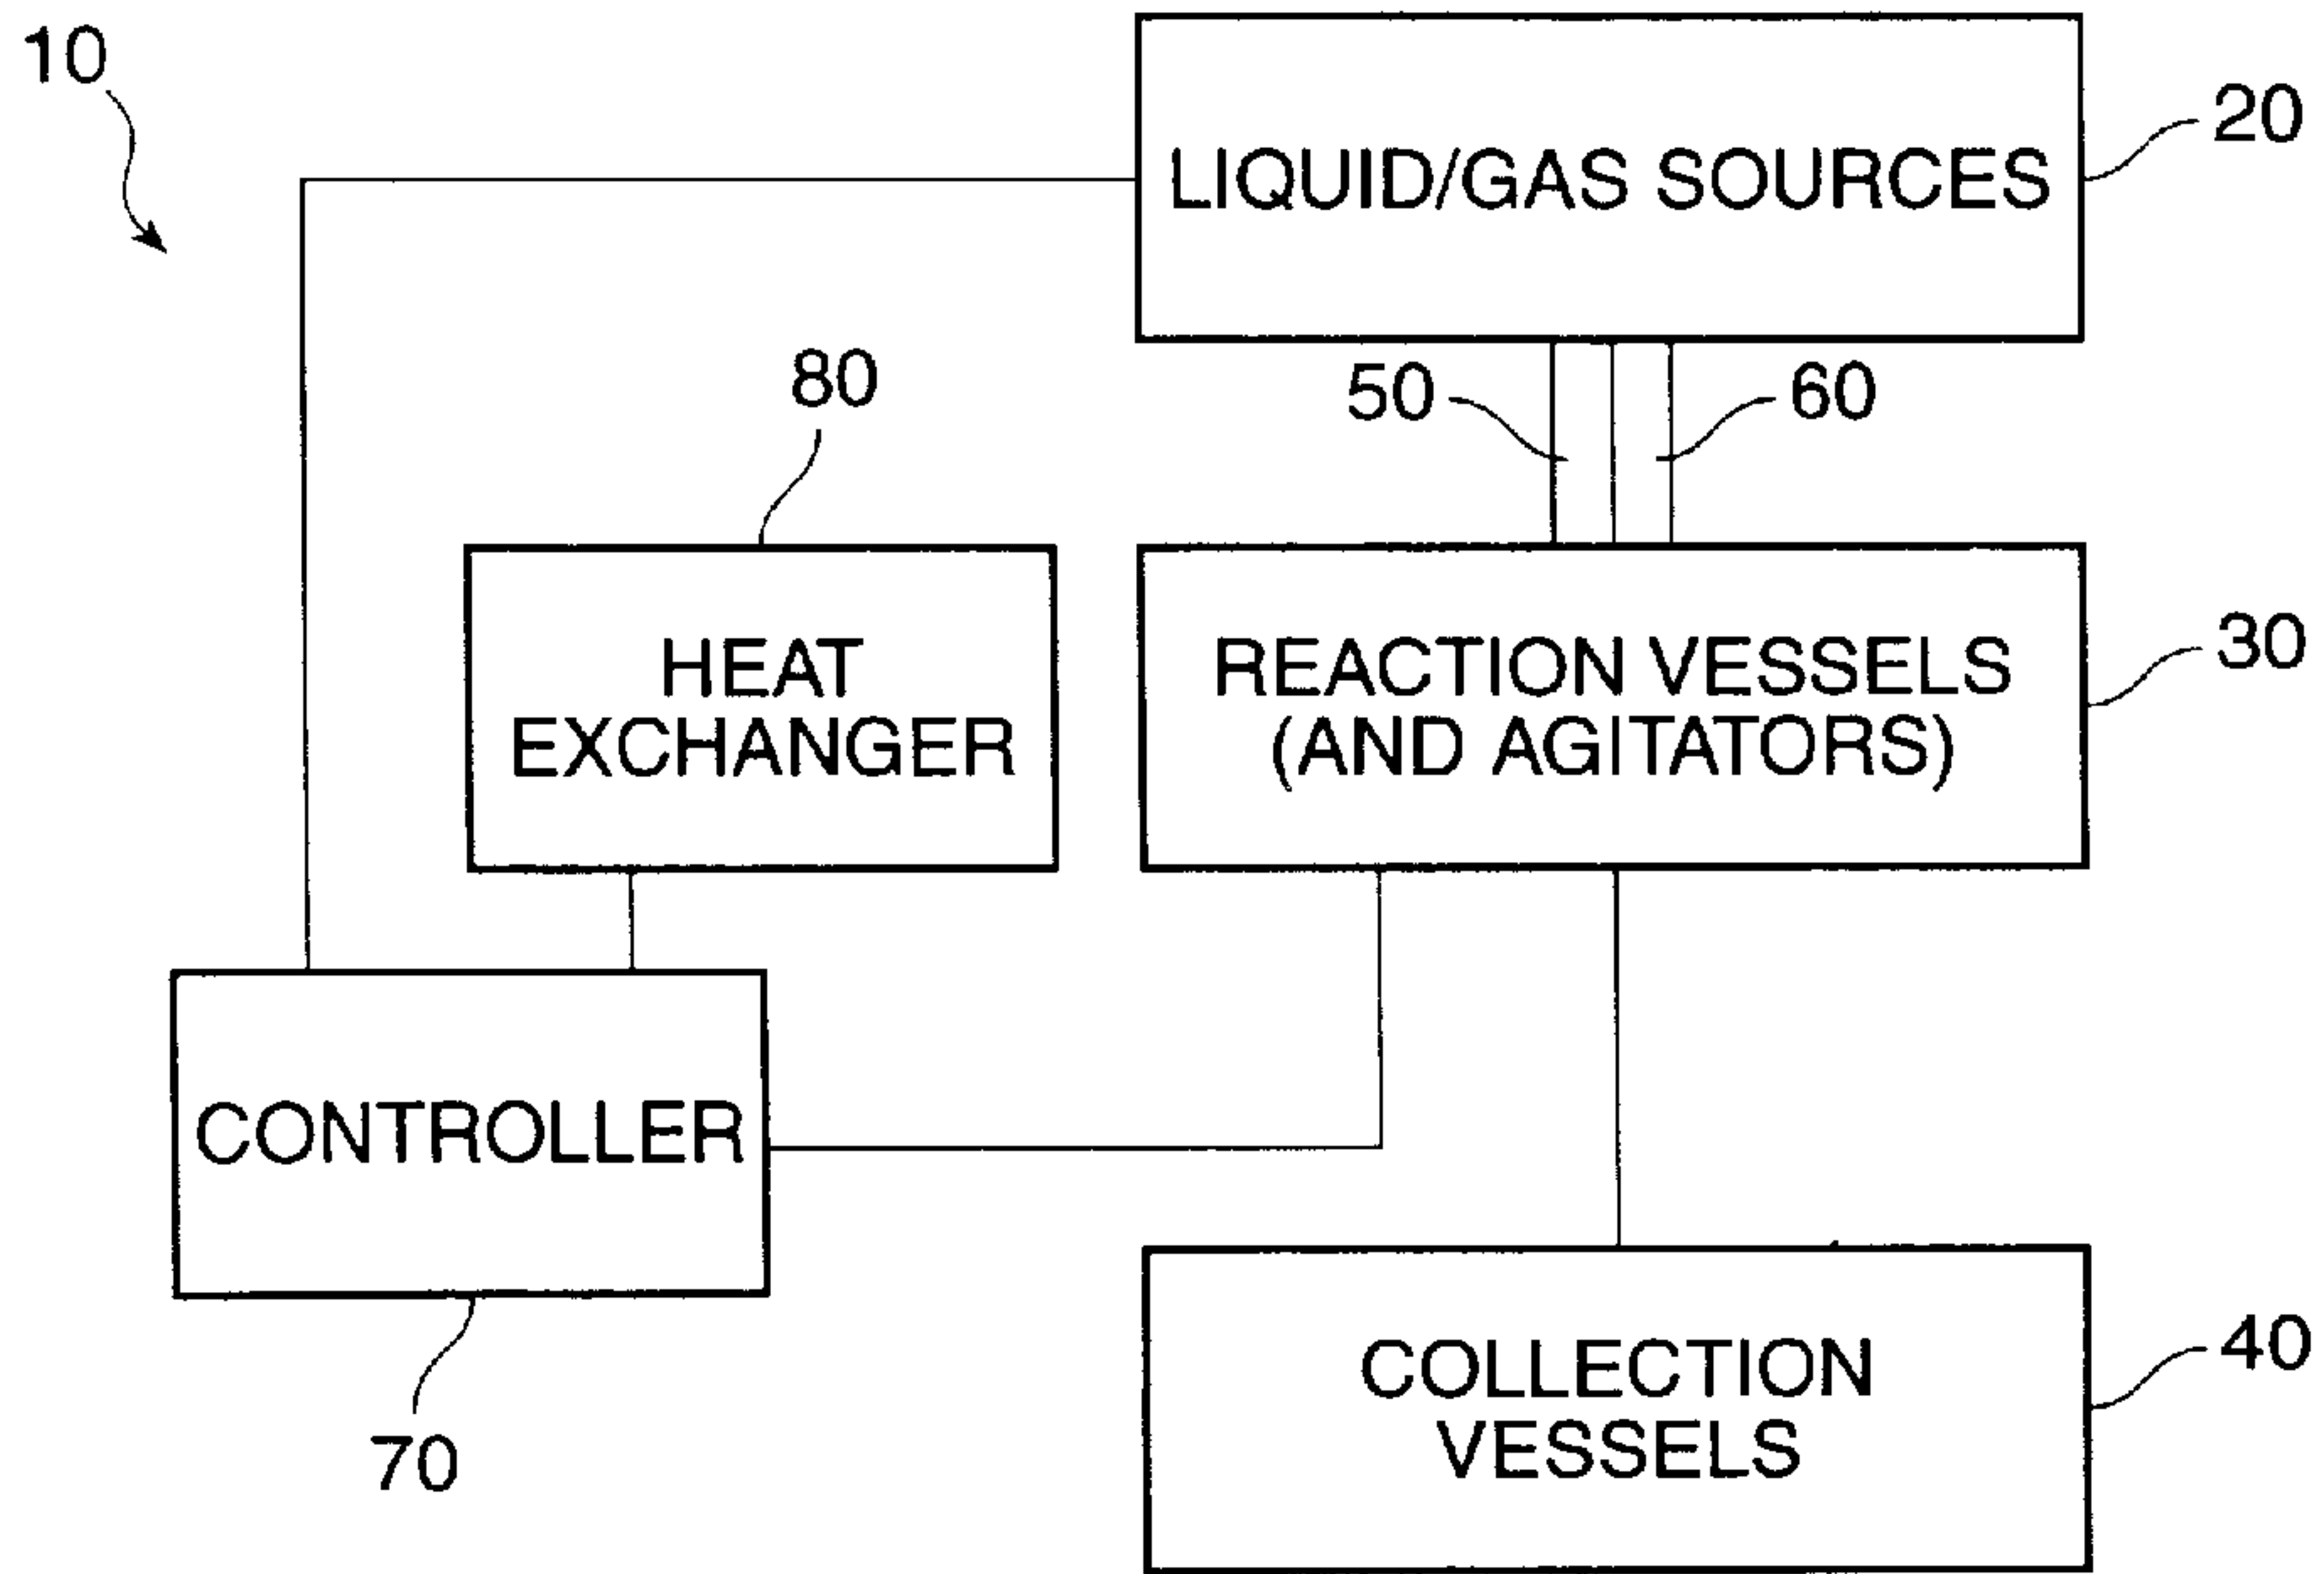 10
LIQUID/GAS SOURCES
20
80
50
60
HEAT
EXCHANGER
REACTION VESSELS
(AND AGITATORS)
30
CONTROLLER
70
COLLECTION
VESSELS
40